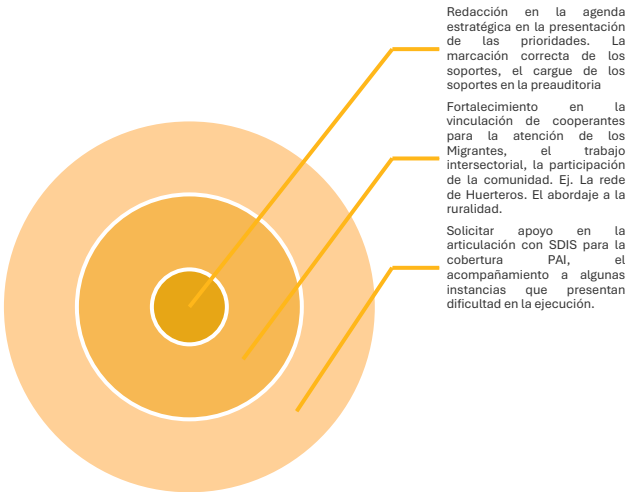 Redacción en la agenda
estratégica en la presentación
de las prioridades. La
marcación correcta de los
soportes, el cargue de los
soportes en la preauditoria
Fortalecimiento en la
vinculación de cooperantes
para la atención de los
Migrantes, el trabajo
intersectorial, la participación
de la comunidad. Ej. La rede
de Huerteros. El abordaje a la
ruralidad.
Solicitar apoyo en la
articulación con SDIS para la
cobertura PAI, el
acompañamiento a algunas
instancias que presentan
dificultad en la ejecución.